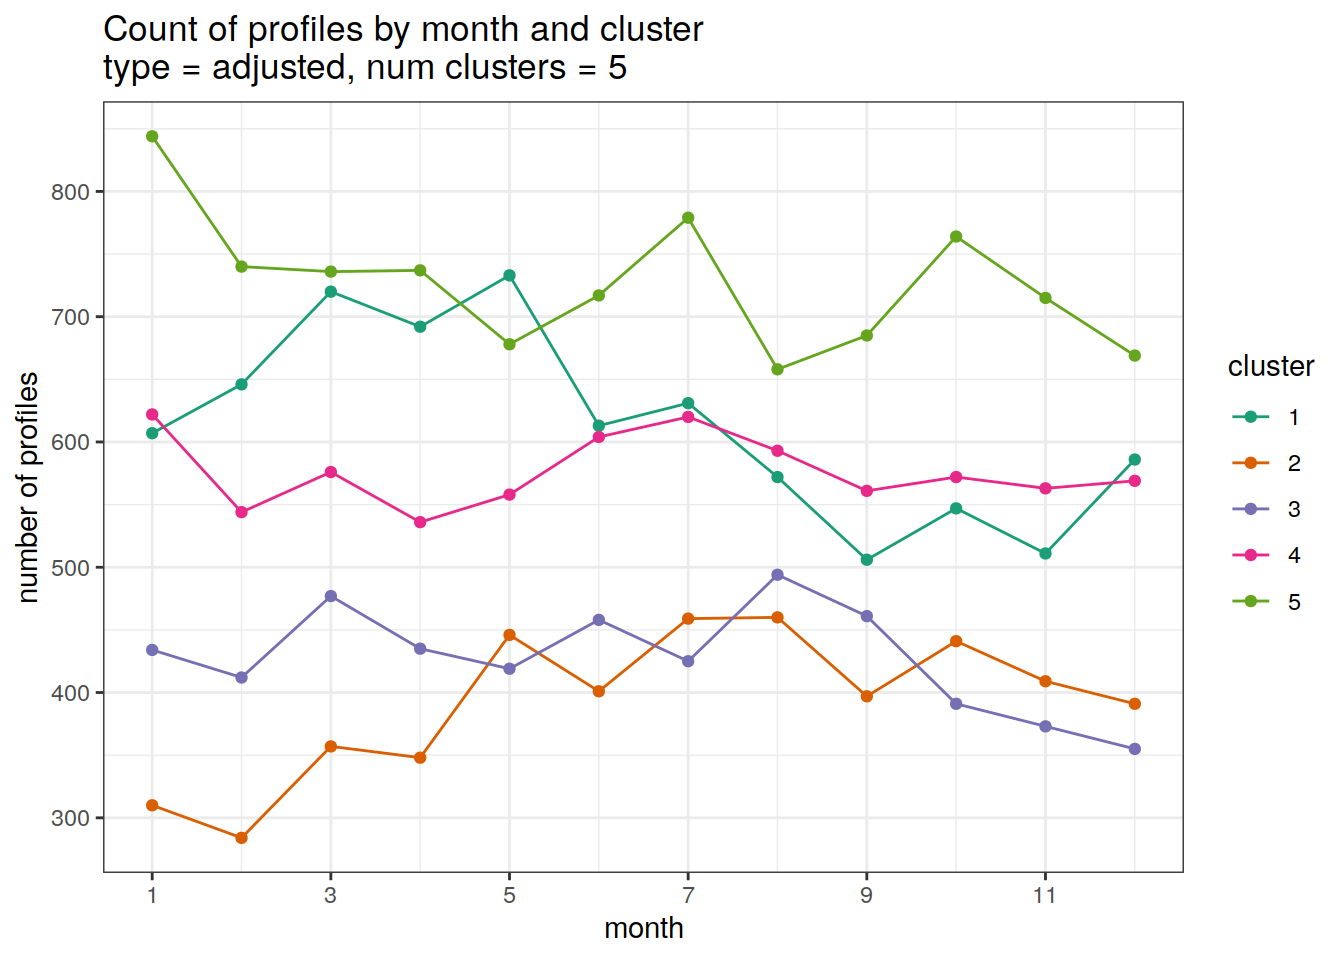 Count of profiles by month and cluster
type = adjusted, num clusters = 5
number of profiles
800
700
600
500
400
300
1 3 5 7 9 11
month
cluster
1
2
3
4
5